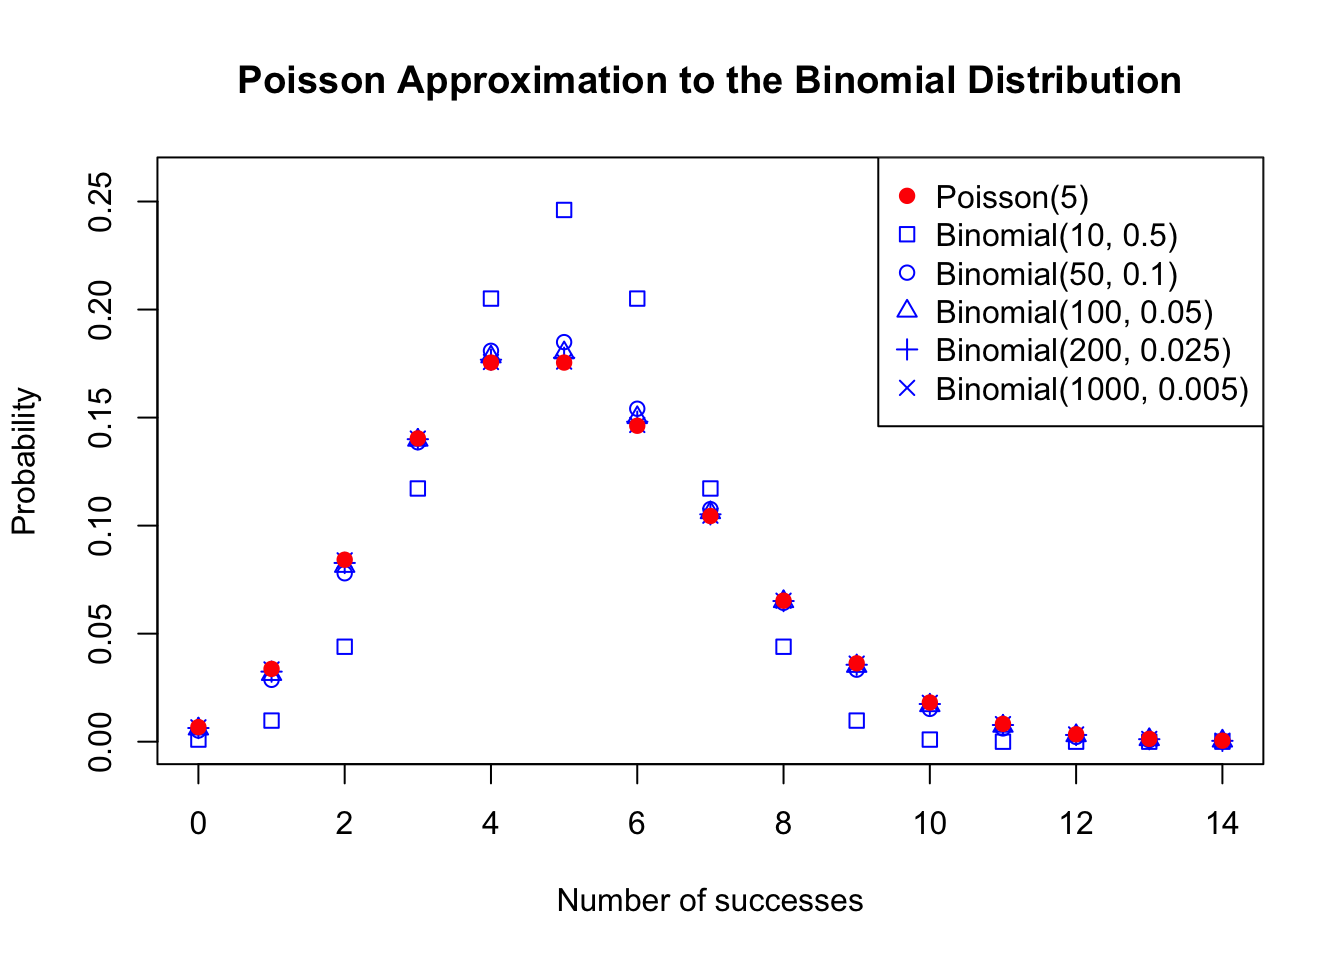 Poisson Approximation to the Binomial Distribution
Probability
0.25
0.20
0.15
0.10
0.05
0.00
Poisson(5)
Binomial(10, 0.5)
Binomial(50, 0.1)
Binomial(100, 0.05)
Binomial(200, 0.025)
Binomial(1000, 0.005)
0 2 4 6 8 10 12 14
Number of successes